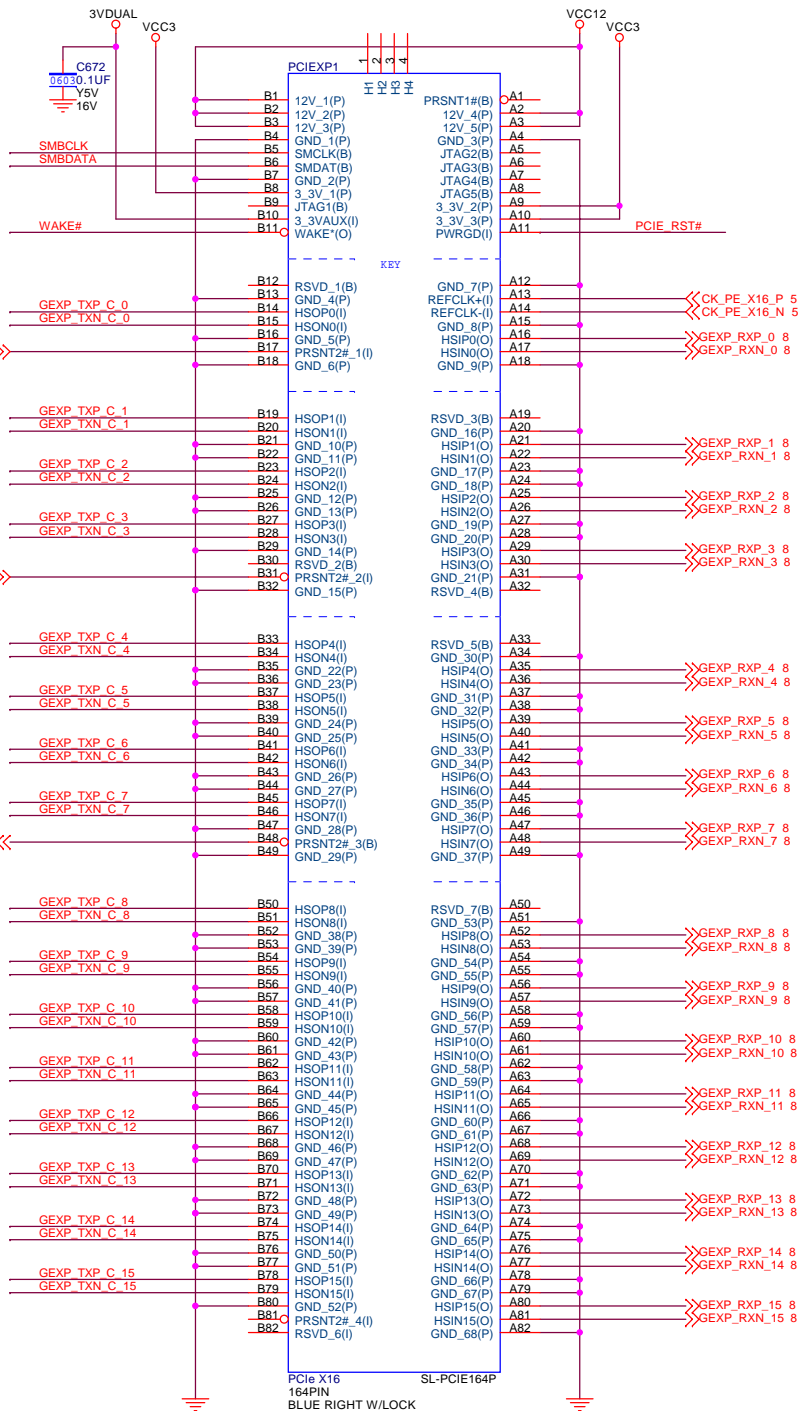 3VDUAL
VCC3
VCC12
VCC3
C672
0603 0.1UF
Y5V
16V
PCIEXP1
1 2 3 4
H1 H2 H3 H4
B1 12V_1(P) PRSNT1#(B) A1
B2 12V_2(P) 12V_4(P) A2
B3 12V_3(P) 12V_5(P) A3
B4 GND_1(P) GND_3(P) A4
SMBCLK B5 SMCLK(B) JTAG2(B) A5
SMBDATA B6 SMDAT(B) JTAG3(B) A6
B7 GND_2(P) JTAG4(B) A7
B8 3_3V_1(P) JTAG5(B) A8
B9 JTAG1(B) 3_3V_2(P) A9
B10 3_3VAUX(I) 3_3V_3(P) A10
WAKE# B11 WAKE*(O) PWRGD(I) A11 PCIE_RST#
KEY
B12 RSVD_1(B) GND_7(P) A12
B13 GND_4(P) REFCLK+(I) A13 CK_PE_X16_P 5
GEXP_TXP_C_0 B14 HSOP0(I) REFCLK-(I) A14 CK_PE_X16_N 5
GEXP_TXN_C_0 B15 HSON0(I) GND_8(P) A15
B16 GND_5(P) HSIP0(O) A16 GEXP_RXP_0 8
B17 PRSNT2#_1(I) HSIN0(O) A17 GEXP_RXN_0 8
B18 GND_6(P) GND_9(P) A18
GEXP_TXP_C_1 B19 HSOP1(I) RSVD_3(B) A19
GEXP_TXN_C_1 B20 HSON1(I) GND_16(P) A20
B21 GND_10(P) HSIP1(O) A21 GEXP_RXP_1 8
B22 GND_11(P) HSIN1(O) A22 GEXP_RXN_1 8
GEXP_TXP_C_2 B23 HSOP2(I) GND_17(P) A23
GEXP_TXN_C_2 B24 HSON2(I) GND_18(P) A24
B25 GND_12(P) HSIP2(O) A25 GEXP_RXP_2 8
B26 GND_13(P) HSIN2(O) A26 GEXP_RXN_2 8
GEXP_TXP_C_3 B27 HSOP3(I) GND_19(P) A27
GEXP_TXN_C_3 B28 HSON3(I) GND_20(P) A28
B29 GND_14(P) HSIP3(O) A29 GEXP_RXP_3 8
B30 RSVD_2(B) HSIN3(O) A30 GEXP_RXN_3 8
B31 PRSNT2#_2(I) GND_21(P) A31
B32 GND_15(P) RSVD_4(B) A32
GEXP_TXP_C_4 B33 HSOP4(I) RSVD_5(B) A33
GEXP_TXN_C_4 B34 HSON4(I) GND_30(P) A34
B35 GND_22(P) HSIP4(O) A35 GEXP_RXP_4 8
B36 GND_23(P) HSIN4(O) A36 GEXP_RXN_4 8
GEXP_TXP_C_5 B37 HSOP5(I) GND_31(P) A37
GEXP_TXN_C_5 B38 HSON5(I) GND_32(P) A38
B39 GND_24(P) HSIP5(O) A39 GEXP_RXP_5 8
B40 GND_25(P) HSIN5(O) A40 GEXP_RXN_5 8
GEXP_TXP_C_6 B41 HSOP6(I) GND_33(P) A41
GEXP_TXN_C_6 B42 HSON6(I) GND_34(P) A42
B43 GND_26(P) HSIP6(O) A43 GEXP_RXP_6 8
B44 GND_27(P) HSIN6(O) A44 GEXP_RXN_6 8
GEXP_TXP_C_7 B45 HSOP7(I) GND_35(P) A45
GEXP_TXN_C_7 B46 HSON7(I) GND_36(P) A46
B47 GND_28(P) HSIP7(O) A47 GEXP_RXP_7 8
B48 PRSNT2#_3(B) HSIN7(O) A48 GEXP_RXN_7 8
B49 GND_29(P) GND_37(P) A49
GEXP_TXP_C_8 B50 HSOP8(I) RSVD_7(B) A50
GEXP_TXN_C_8 B51 HSON8(I) GND_53(P) A51
B52 GND_38(P) HSIP8(O) A52 GEXP_RXP_8 8
B53 GND_39(P) HSIN8(O) A53 GEXP_RXN_8 8
GEXP_TXP_C_9 B54 HSOP9(I) GND_54(P) A54
GEXP_TXN_C_9 B55 HSON9(I) GND_55(P) A55
B56 GND_40(P) HSIP9(O) A56 GEXP_RXP_9 8
B57 GND_41(P) HSIN9(O) A57 GEXP_RXN_9 8
GEXP_TXP_C_10 B58 HSOP10(I) GND_56(P) A58
GEXP_TXN_C_10 B59 HSON10(I) GND_57(P) A59
B60 GND_42(P) HSIP10(O) A60 GEXP_RXP_10 8
B61 GND_43(P) HSIN10(O) A61 GEXP_RXN_10 8
GEXP_TXP_C_11 B62 HSOP11(I) GND_58(P) A62
GEXP_TXN_C_11 B63 HSON11(I) GND_59(P) A63
B64 GND_44(P) HSIP11(O) A64 GEXP_RXP_11 8
B65 GND_45(P) HSIN11(O) A65 GEXP_RXN_11 8
GEXP_TXP_C_12 B66 HSOP12(I) GND_60(P) A66
GEXP_TXN_C_12 B67 HSON12(I) GND_61(P) A67
B68 GND_46(P) HSIP12(O) A68 GEXP_RXP_12 8
B69 GND_47(P) HSIN12(O) A69 GEXP_RXN_12 8
GEXP_TXP_C_13 B70 HSOP13(I) GND_62(P) A70
GEXP_TXN_C_13 B71 HSON13(I) GND_63(P) A71
B72 GND_48(P) HSIP13(O) A72 GEXP_RXP_13 8
B73 GND_49(P) HSIN13(O) A73 GEXP_RXN_13 8
GEXP_TXP_C_14 B74 HSOP14(I) GND_64(P) A74
GEXP_TXN_C_14 B75 HSON14(I) GND_65(P) A75
B76 GND_50(P) HSIP14(O) A76 GEXP_RXP_14 8
B77 GND_51(P) HSIN14(O) A77 GEXP_RXN_14 8
GEXP_TXP_C_15 B78 HSOP15(I) GND_66(P) A78
GEXP_TXN_C_15 B79 HSON15(I) GND_67(P) A79
B80 GND_52(P) HSIP15(O) A80 GEXP_RXP_15 8
B81 PRSNT2#_4(I) HSIN15(O) A81 GEXP_RXN_15 8
B82 RSVD_6(I) GND_68(P) A82
PCIe X16 SL-PCIE164P
164PIN
BLUE RIGHT W/LOCK